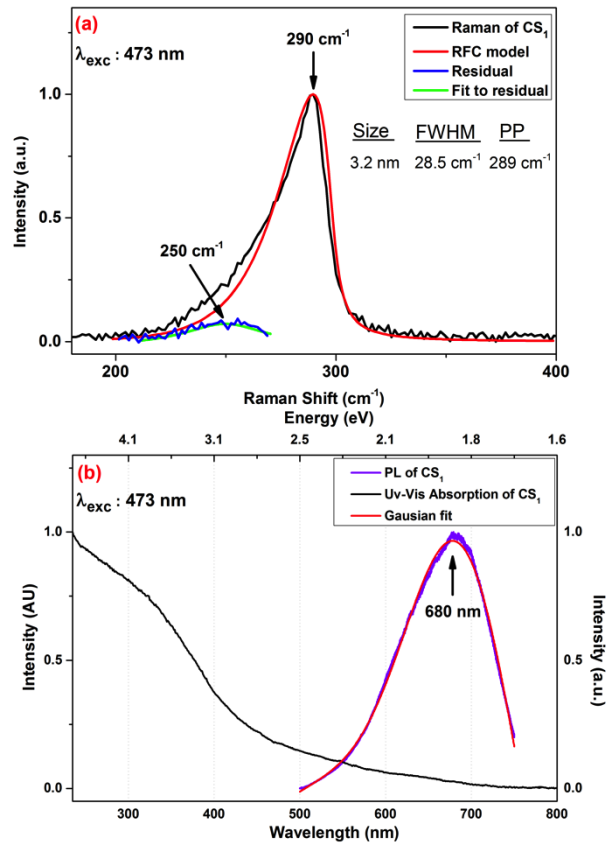 (a)
λexc : 473 nm
290 cm-1
Raman of CS1
RFC model
Residual
Fit to residual
Size FWHM PP
3.2 nm 28.5 cm-1 289 cm-1
250 cm-1
Intensity (a.u.)
1.0
0.5
0.0
200 300 400
Raman Shift (cm-1)
Energy (eV)
4.1 3.1 2.5 2.1 1.8 1.6
(b)
λexc : 473 nm
PL of CS1
Uv-Vis Absorption of CS1
Gausian fit
680 nm
Intensity (AU)
1.0
0.5
0.0
Intensity (a.u.)
1.0
0.5
0.0
300 400 500 600 700 800
Wavelength (nm)